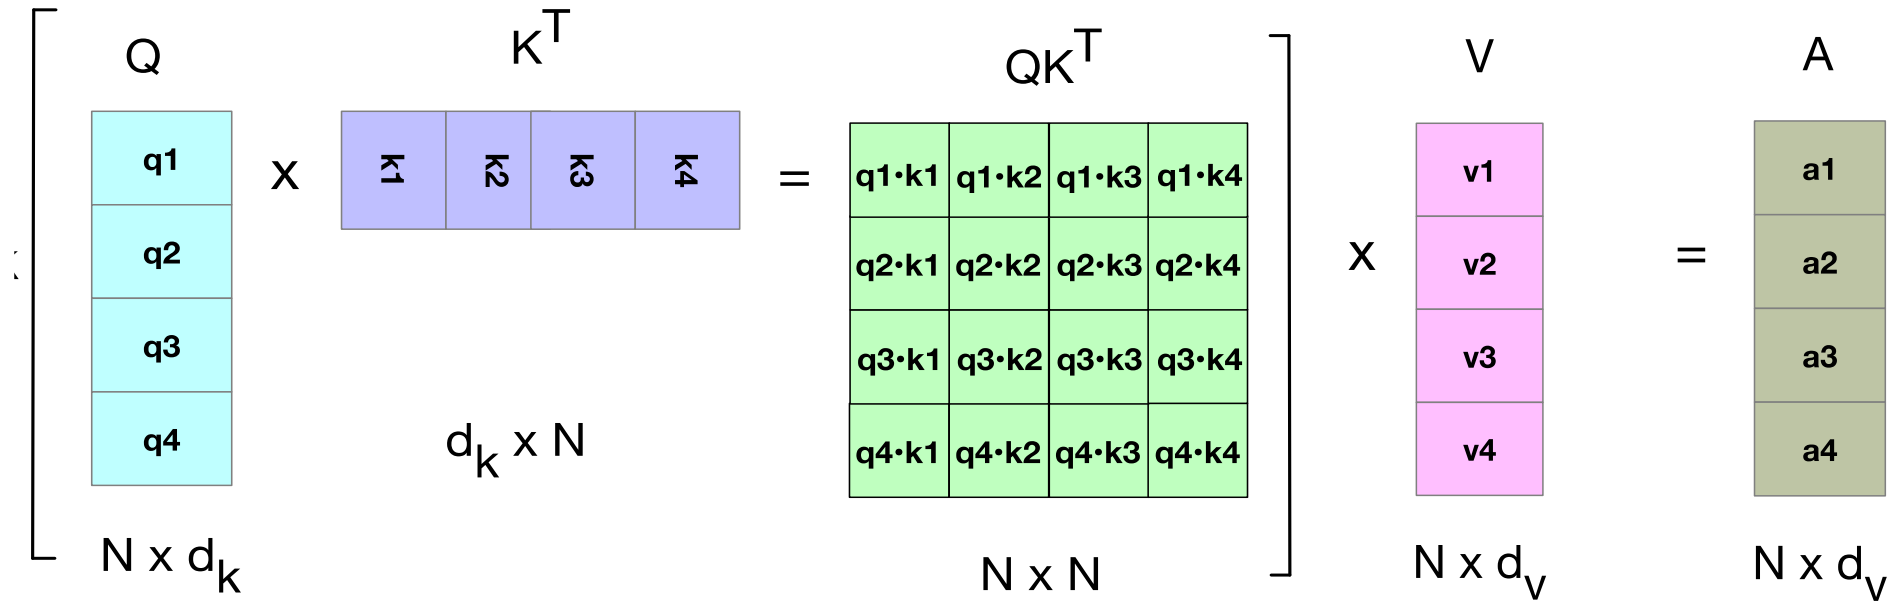 Q
K^T
QK^T
V
A
q1
q2
q3
q4
x
k1 k2 k3 k4
=
q1·k1 q1·k2 q1·k3 q1·k4
q2·k1 q2·k2 q2·k3 q2·k4
q3·k1 q3·k2 q3·k3 q3·k4
q4·k1 q4·k2 q4·k3 q4·k4
x
v1
v2
v3
v4
=
a1
a2
a3
a4
N x d_k
d_k x N
N x N
N x d_v
N x d_v